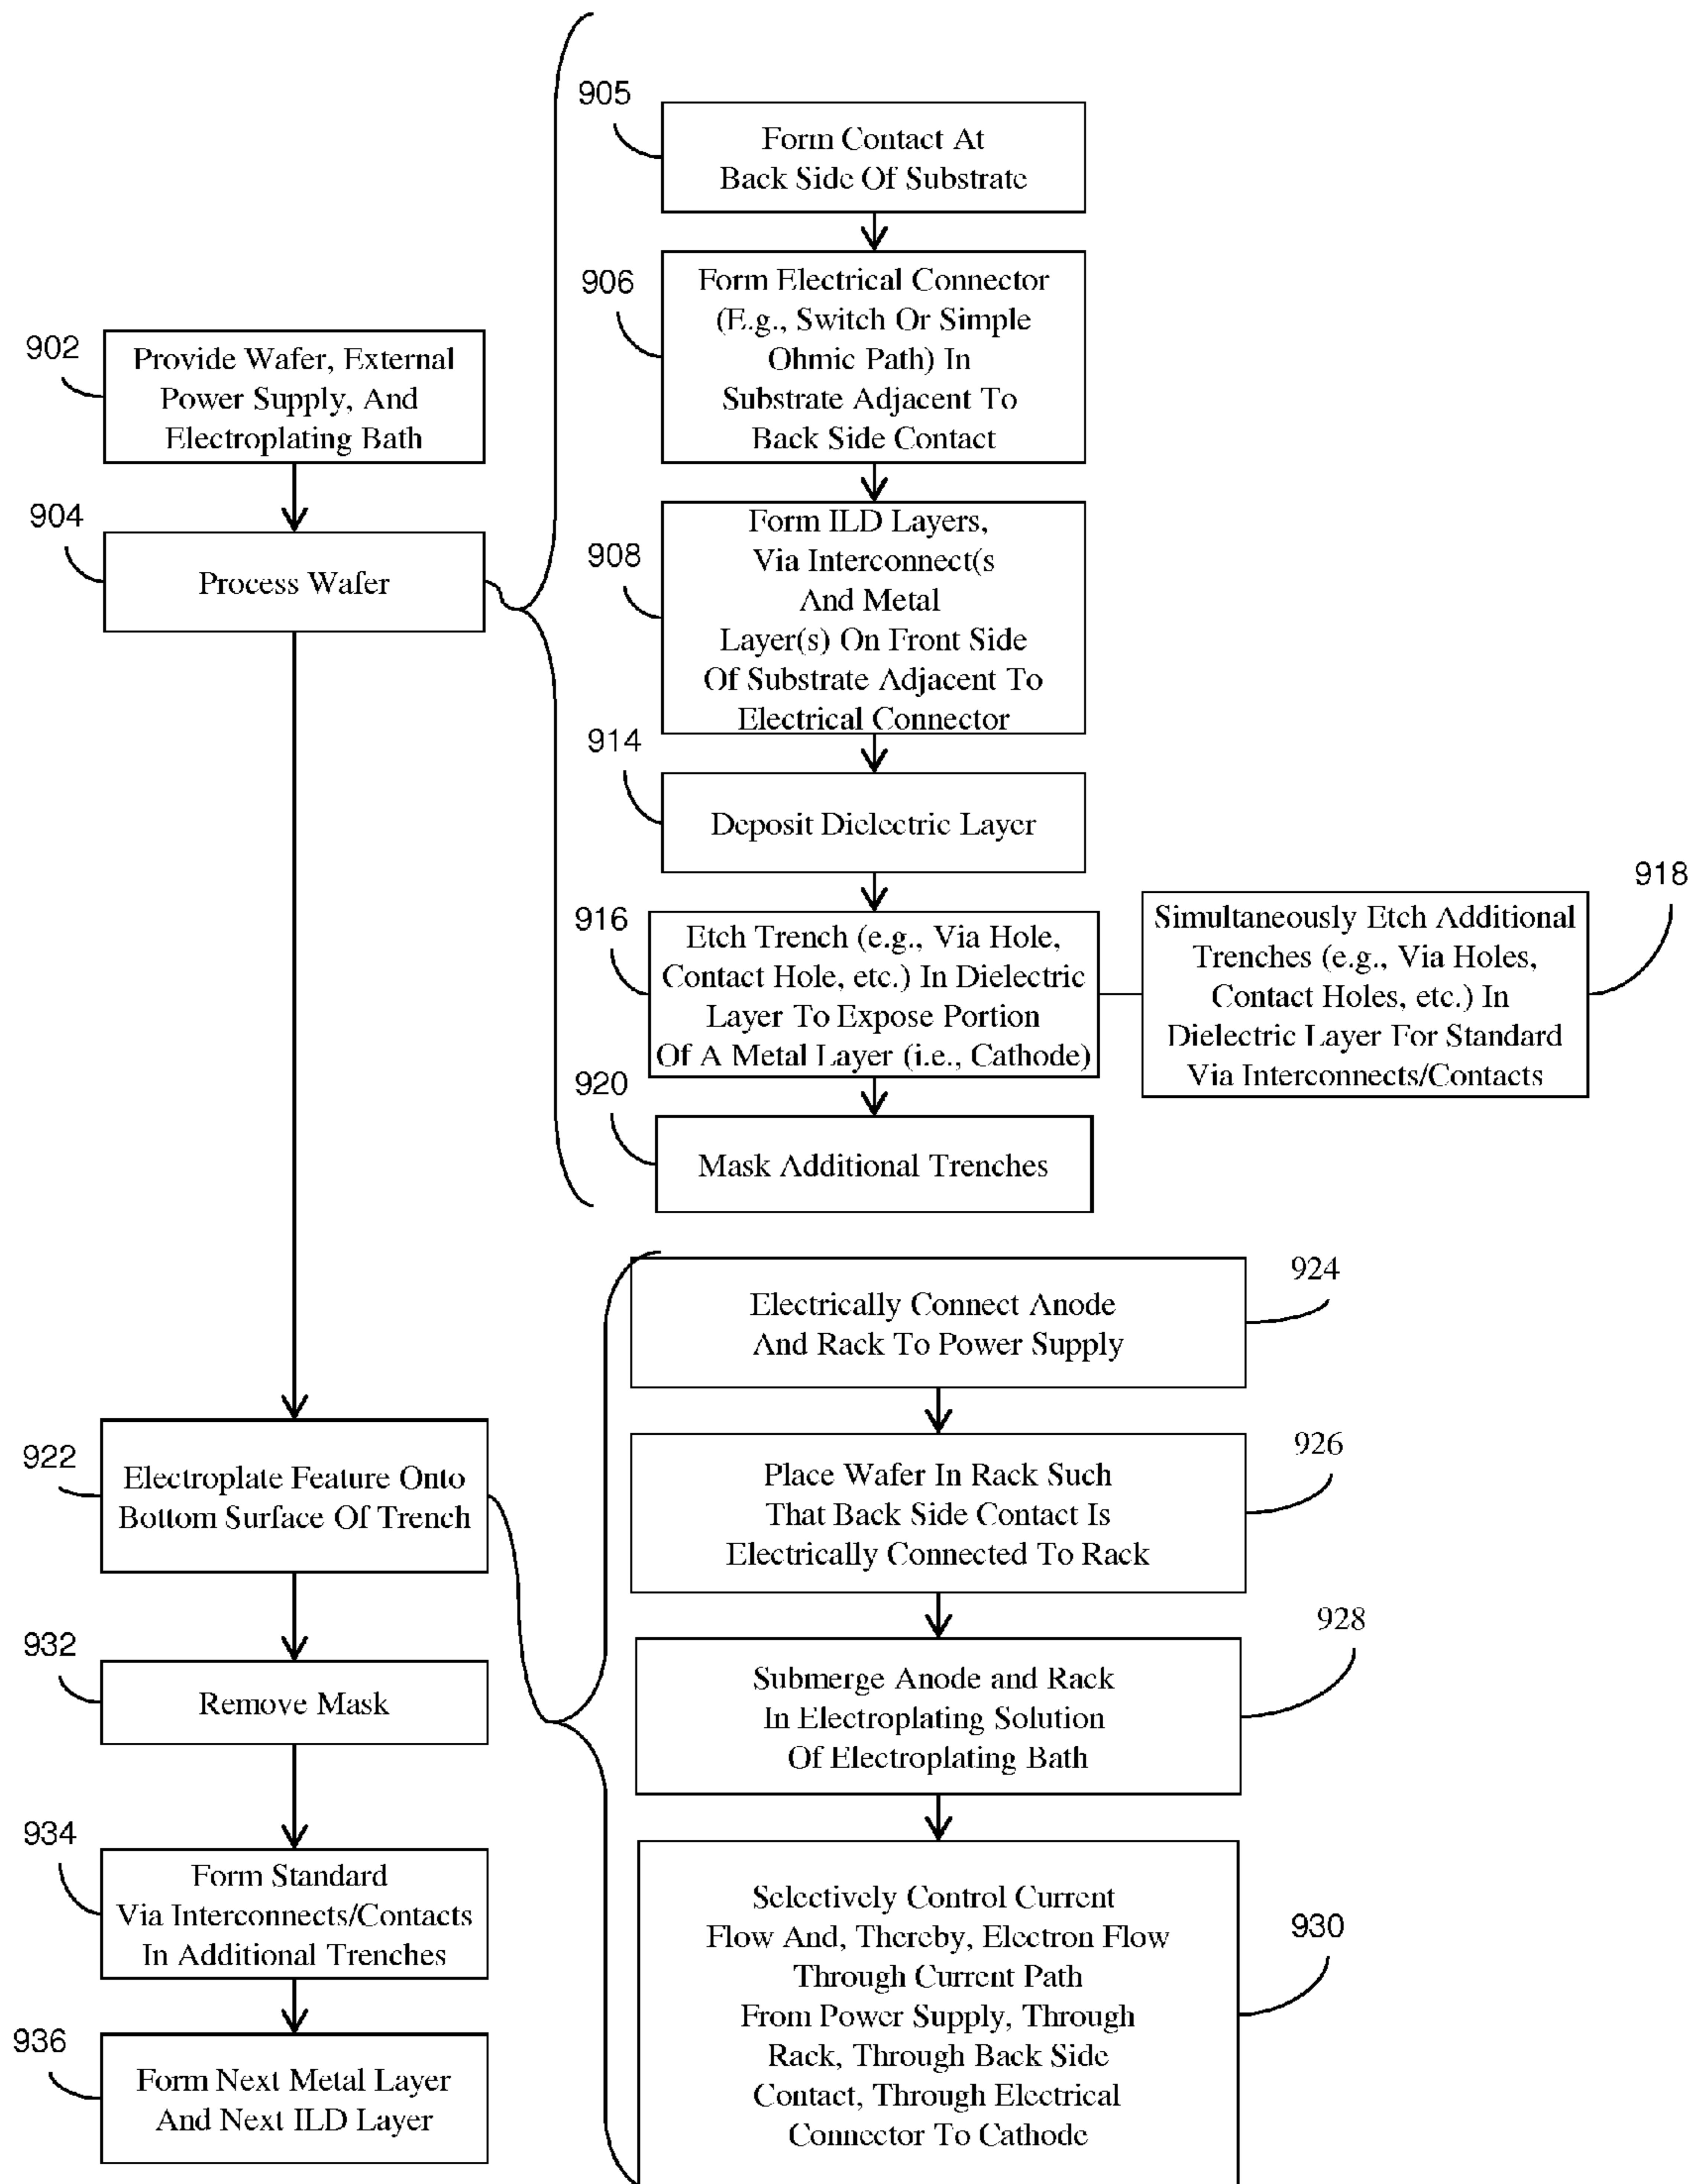 902
Provide Wafer, External
Power Supply, And
Electroplating Bath
904
Process Wafer
905
Form Contact At
Back Side Of Substrate
906
Form Electrical Connector
(E.g., Switch Or Simple
Ohmic Path) In
Substrate Adjacent To
Back Side Contact
908
Form ILD Layers,
Via Interconnect(s
And Metal
Layer(s) On Front Side
Of Substrate Adjacent To
Electrical Connector
914
Deposit Dielectric Layer
916
Etch Trench (e.g., Via Hole,
Contact Hole, etc.) In Dielectric
Layer To Expose Portion
Of A Metal Layer (i.e., Cathode)
918
Simultaneously Etch Additional
Trenches (e.g., Via Holes,
Contact Holes, etc.) In
Dielectric Layer For Standard
Via Interconnects/Contacts
920
Mask Additional Trenches
922
Electroplate Feature Onto
Bottom Surface Of Trench
924
Electrically Connect Anode
And Rack To Power Supply
926
Place Wafer In Rack Such
That Back Side Contact Is
Electrically Connected To Rack
928
Submerge Anode and Rack
In Electroplating Solution
Of Electroplating Bath
930
Selectively Control Current
Flow And, Thereby, Electron Flow
Through Current Path
From Power Supply, Through
Rack, Through Back Side
Contact, Through Electrical
Connector To Cathode
932
Remove Mask
934
Form Standard
Via Interconnects/Contacts
In Additional Trenches
936
Form Next Metal Layer
And Next ILD Layer